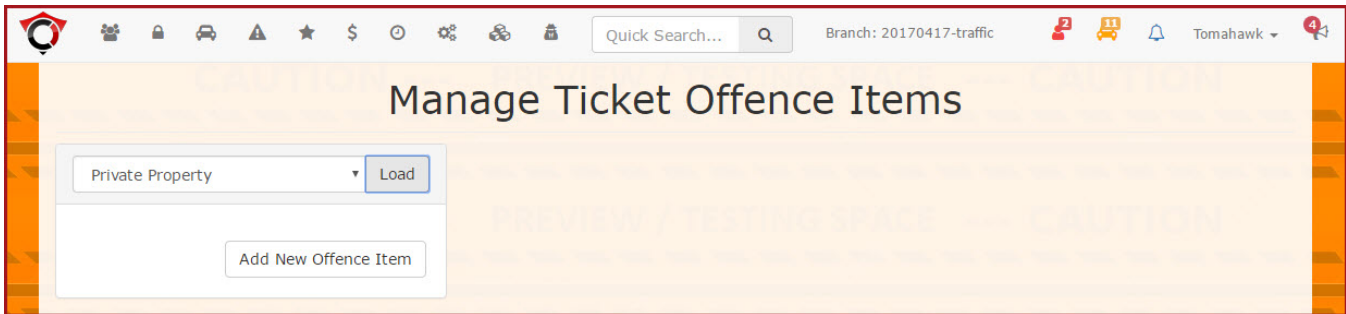 Quick Search... Branch: 20170417-traffic 2 11 Tomahawk 4
CAUTION --- PREVIEW / TESTING SPACE --- CAUTION
Manage Ticket Offence Items
Private Property Load
PREVIEW / TESTING SPACE --- CAUTION
Add New Offence Item